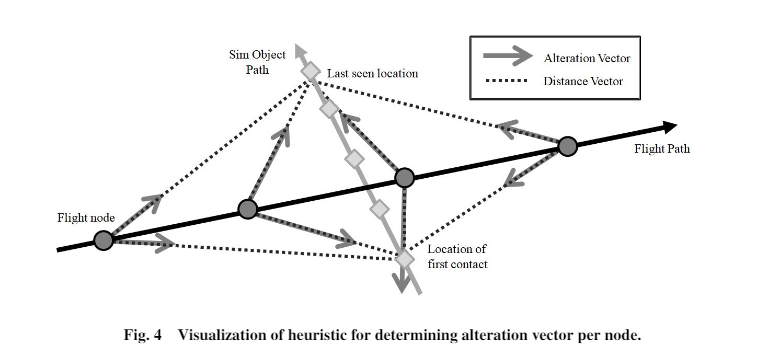 Sim Object
Path
Last seen location
Alteration Vector
Distance Vector
Flight Path
Flight node
Location of
first contact
Fig. 4 Visualization of heuristic for determining alteration vector per node.